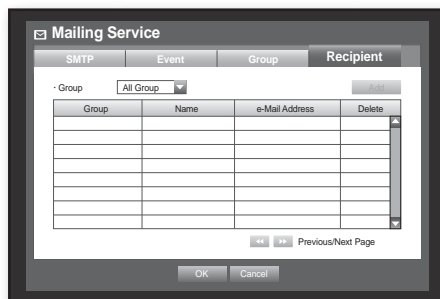 Mailing Service
SMTP Event Group Recipient
· Group All Group Add
Group Name e-Mail Address Delete
Previous/Next Page
OK Cancel